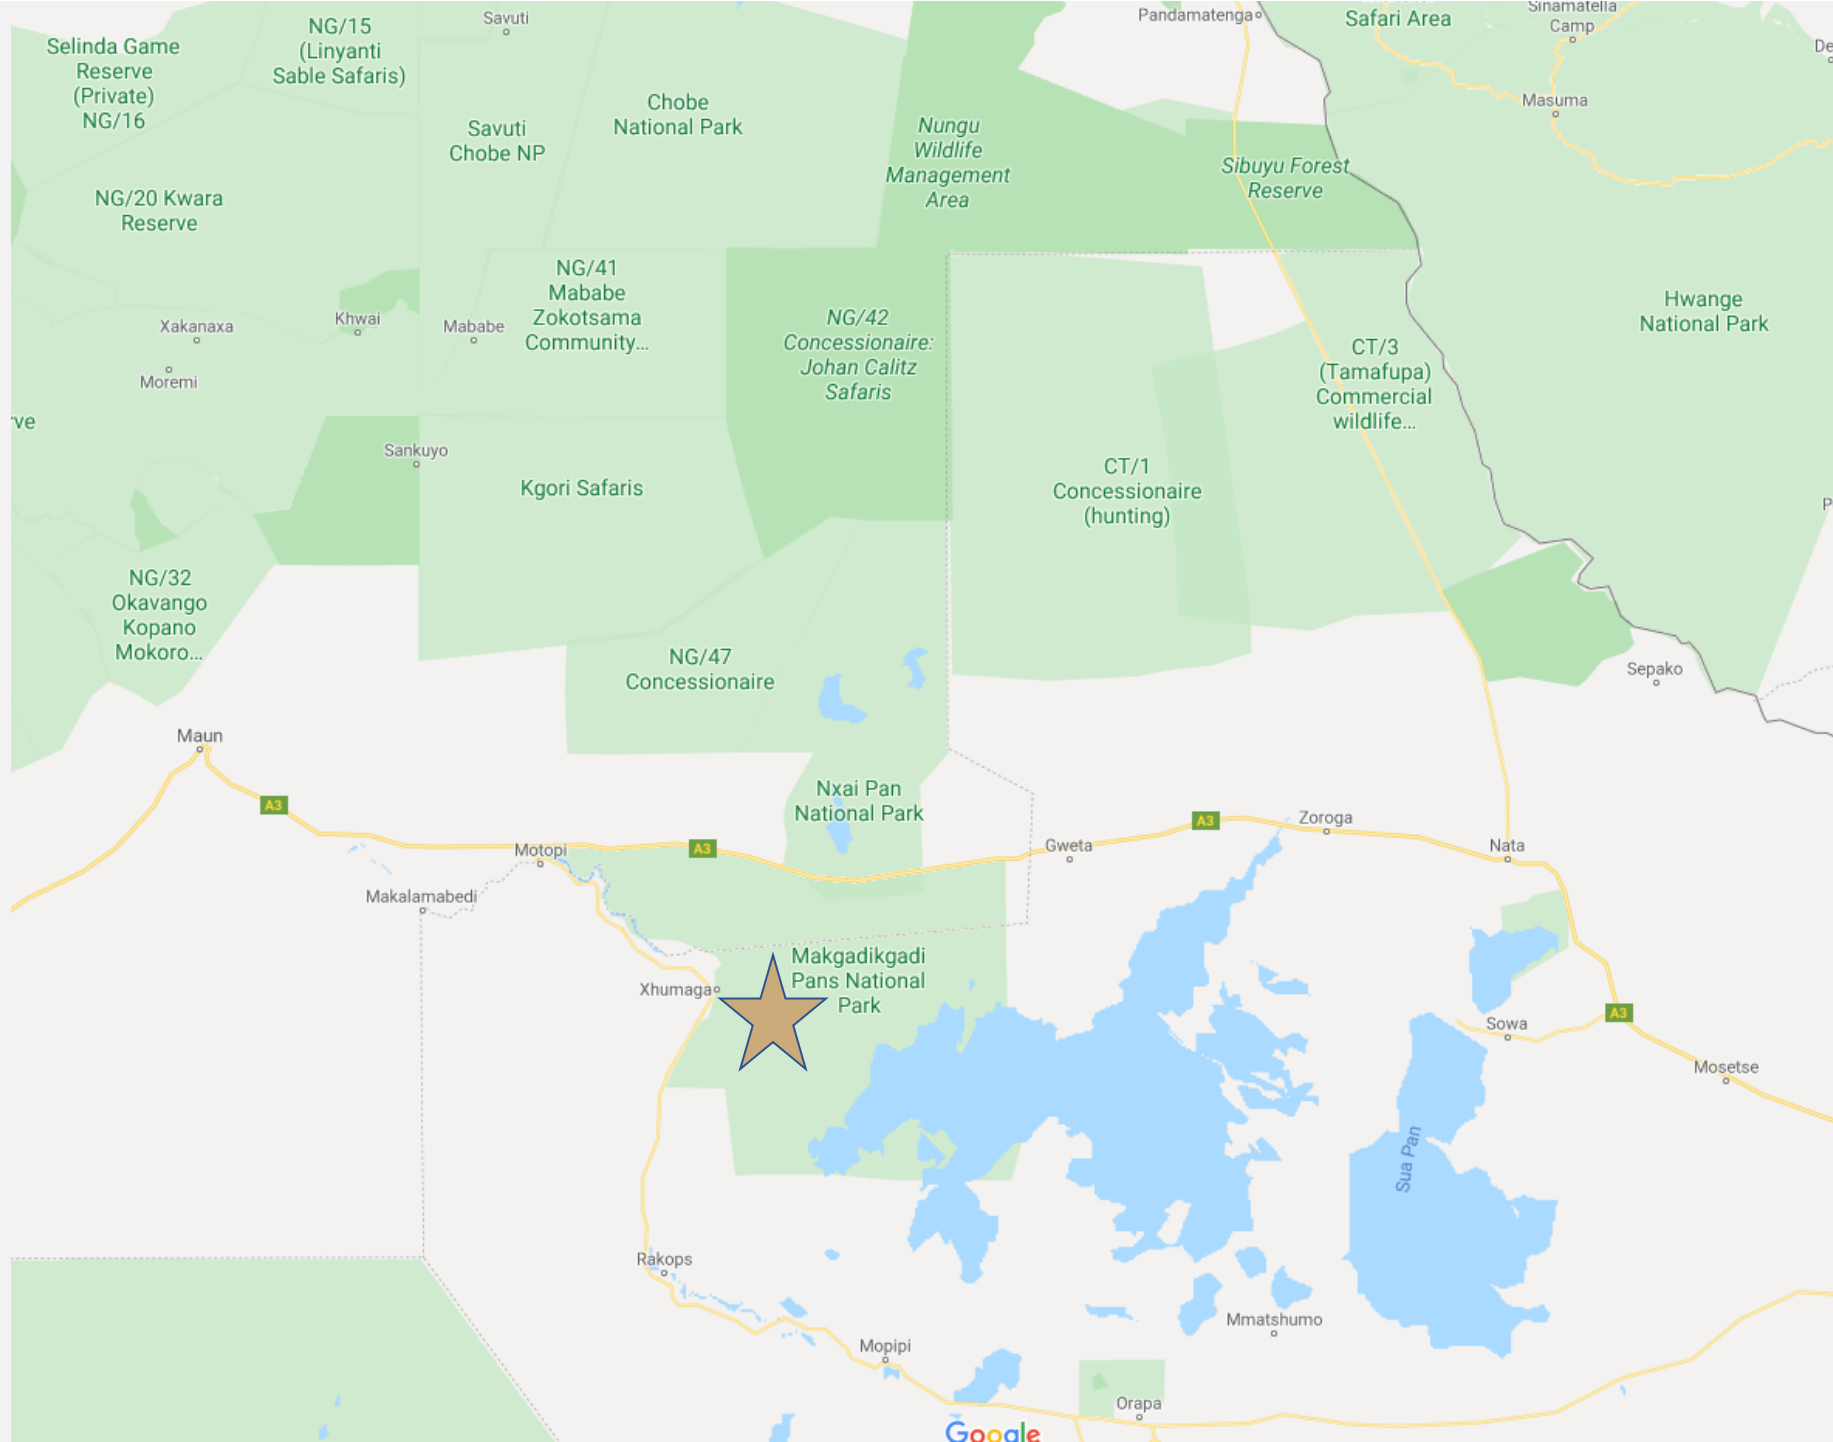 Savuti
Pandamatenga
Safari Area
Sinamatella
Camp
De
NG/15
(Linyanti
Sable Safaris)
Selinda Game
Reserve
(Private)
NG/16
Chobe
National Park
Masuma
Savuti
Chobe NP
Nungu
Wildlife
Management
Area
Sibuyu Forest
Reserve
NG/20 Kwara
Reserve
NG/41
Mababe
Zokotsama
Community...
Xakanaxa
Khwai
Mababe
NG/42
Concessionaire:
Johan Calitz
Safaris
Hwange
National Park
CT/3
(Tamafupa)
Commercial
wildlife...
Moremi
rve
Sankuyo
Kgori Safaris
CT/1
Concessionaire
(hunting)
P
NG/32
Okavango
Kopano
Mokoro...
NG/47
Concessionaire
Sepako
Maun
A3
Nxai Pan
National Park
A3
Zoroga
Motopi
A3
Gweta
Nata
Makalamabedi
Makgadikgadi
Pans National
Park
Xhumaga
Sowa
A3
Mosetse
Sua Pan
Rakops
Mmatshumo
Mopipi
Orapa
Google